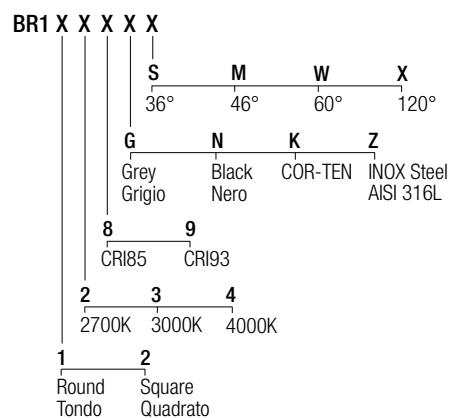 BR1 X X X X X
S M W X
36° 46° 60° 120°
G N K Z
Grey Black COR-TEN INOX Steel
Grigio Nero AISI 316L
8 9
CRI85 CRI93
2 3 4
2700K 3000K 4000K
1 2
Round Square
Tondo Quadrato